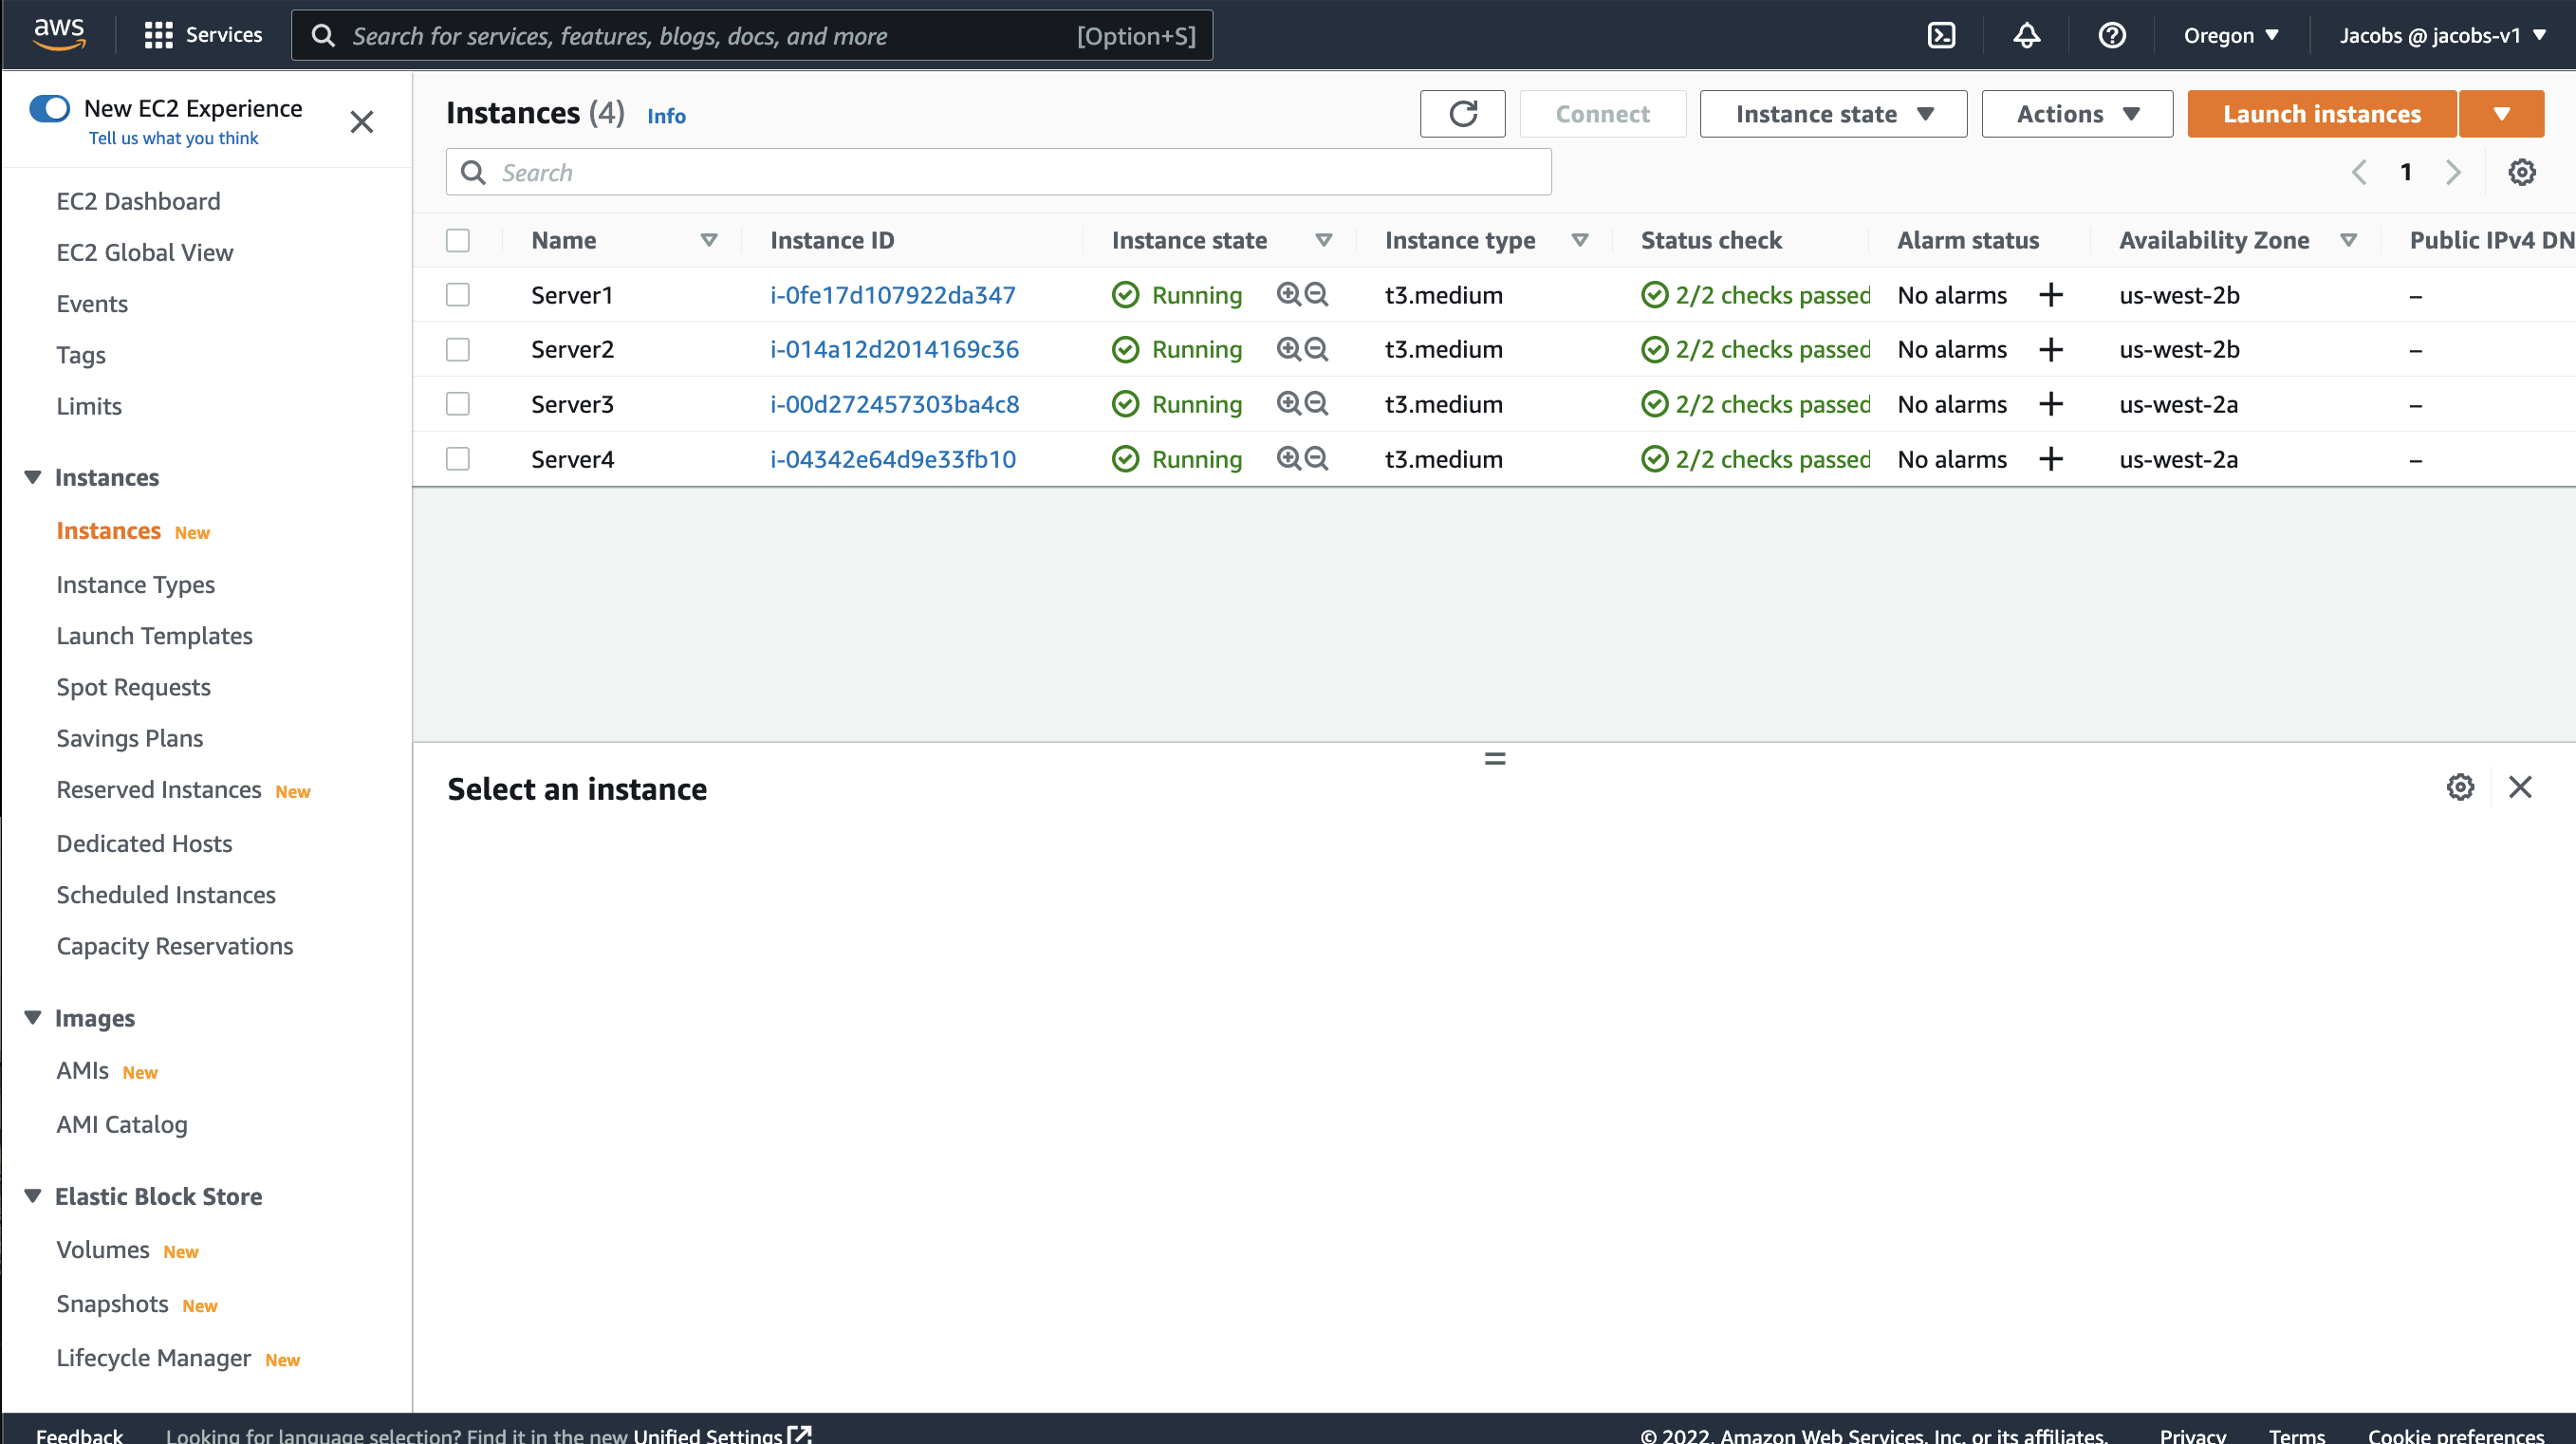 aws Services Search for services, features, blogs, docs, and more [Option+S] Oregon Jacobs @ jacobs-v1
New EC2 Experience
Tell us what you think
EC2 Dashboard
EC2 Global View
Events
Tags
Limits
Instances
Instances New
Instance Types
Launch Templates
Spot Requests
Savings Plans
Reserved Instances New
Dedicated Hosts
Scheduled Instances
Capacity Reservations
Images
AMIs New
AMI Catalog
Elastic Block Store
Volumes New
Snapshots New
Lifecycle Manager New
Instances (4) Info Connect Instance state Actions Launch instances
Search 1
Name Instance ID Instance state Instance type Status check Alarm status Availability Zone Public IPv4 DN
Server1 i-0fe17d107922da347 Running t3.medium 2/2 checks passed No alarms + us-west-2b –
Server2 i-014a12d2014169c36 Running t3.medium 2/2 checks passed No alarms + us-west-2b –
Server3 i-00d272457303ba4c8 Running t3.medium 2/2 checks passed No alarms + us-west-2a –
Server4 i-04342e64d9e33fb10 Running t3.medium 2/2 checks passed No alarms + us-west-2a –
Select an instance
Feedback Looking for language selection? Find it in the new Unified Settings © 2022, Amazon Web Services, Inc. or its affiliates. Privacy Terms Cookie preferences